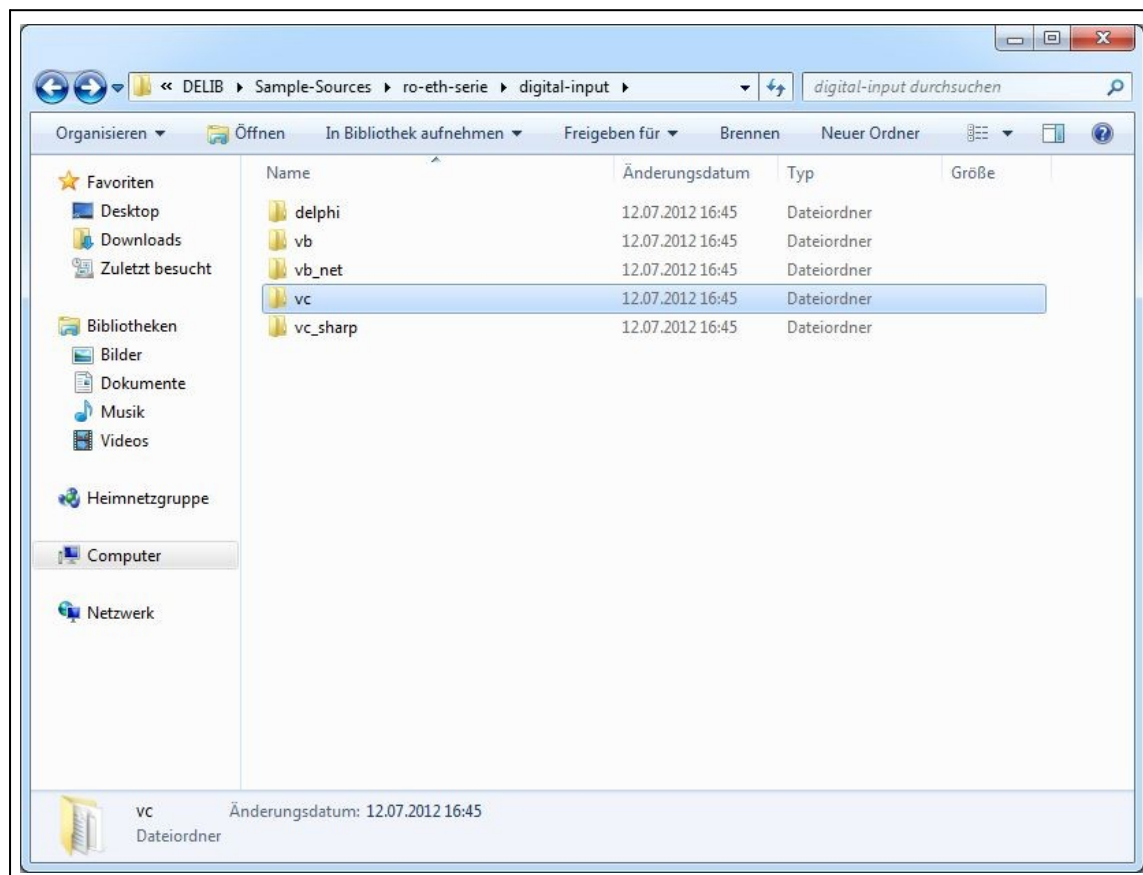 « DELIB ▸ Sample-Sources ▸ ro-eth-serie ▸ digital-input ▸ digital-input durchsuchen
Organisieren Öffnen In Bibliothek aufnehmen Freigeben für Brennen Neuer Ordner
Name Änderungsdatum Typ Größe
Favoriten
Desktop
Downloads
Zuletzt besucht
Bibliotheken
Bilder
Dokumente
Musik
Videos
Heimnetzgruppe
Computer
Netzwerk
delphi 12.07.2012 16:45 Dateiordner
vb 12.07.2012 16:45 Dateiordner
vb_net 12.07.2012 16:45 Dateiordner
vc 12.07.2012 16:45 Dateiordner
vc_sharp 12.07.2012 16:45 Dateiordner
vc Änderungsdatum: 12.07.2012 16:45
Dateiordner